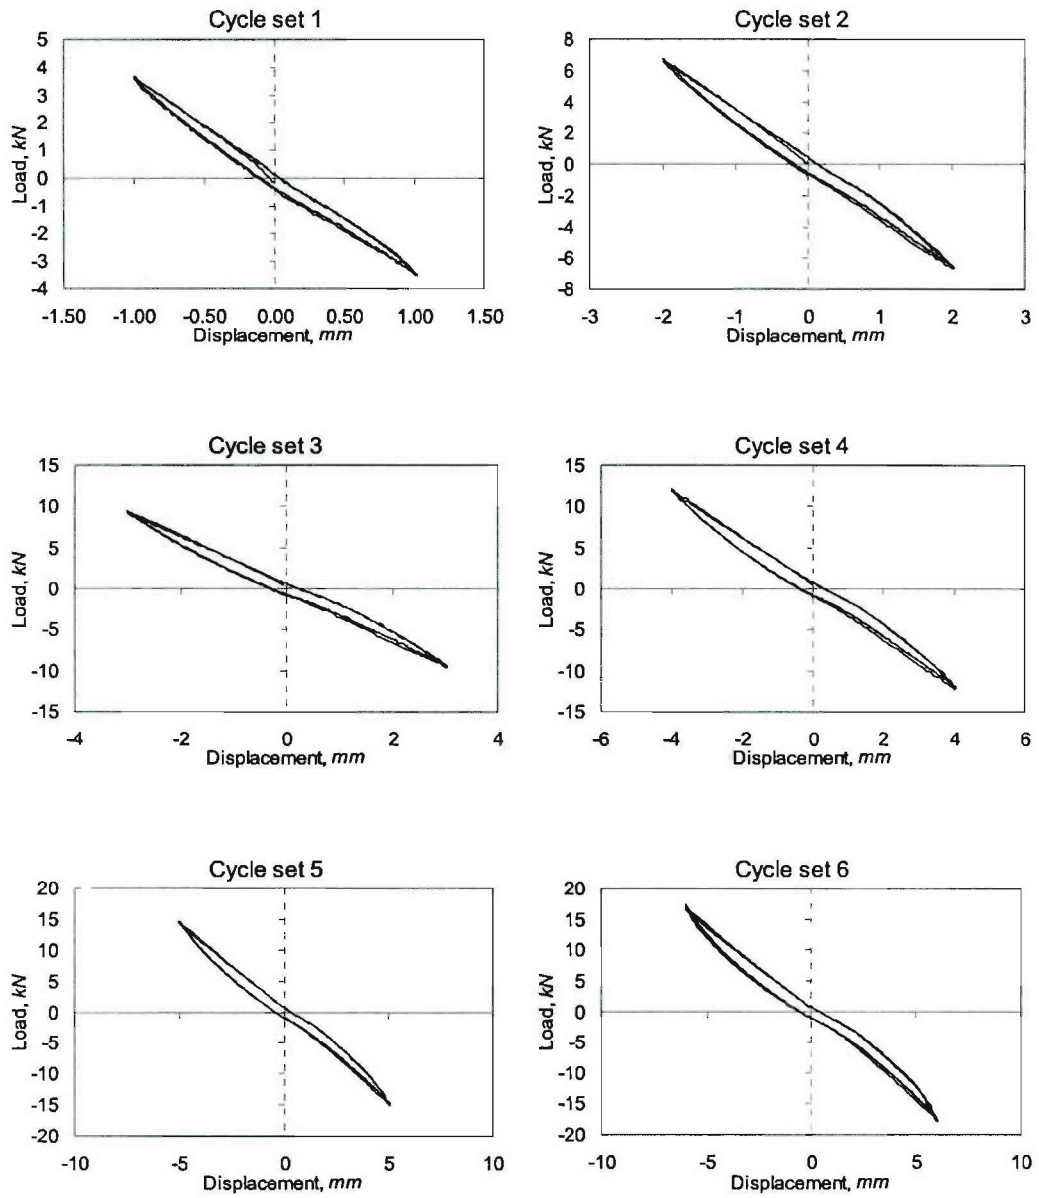 Cycle set 1
5
4
3
2
1
0
-1
-2
-3
-4
Load, kN
-1.50 -1.00 -0.50 0.00 0.50 1.00 1.50
Displacement, mm
Cycle set 2
8
6
4
2
0
-2
-4
-6
-8
Load, kN
-3 -2 -1 0 1 2 3
Displacement, mm
Cycle set 3
15
10
5
0
-5
-10
-15
Load, kN
-4 -2 0 2 4
Displacement, mm
Cycle set 4
15
10
5
0
-5
-10
-15
Load, kN
-6 -4 -2 0 2 4 6
Displacement, mm
Cycle set 5
20
15
10
5
0
-5
-10
-15
-20
Load, kN
-10 -5 0 5 10
Displacement, mm
Cycle set 6
20
15
10
5
0
-5
-10
-15
-20
Load, kN
-10 -5 0 5 10
Displacement, mm